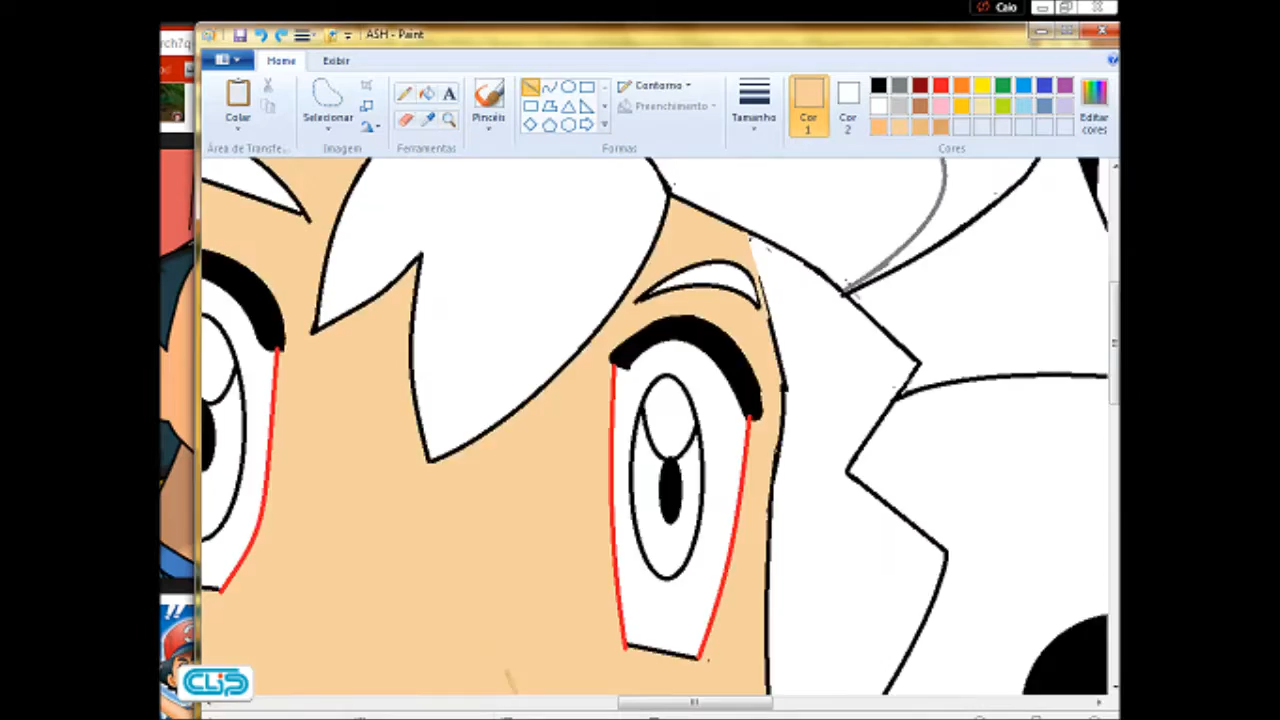 Caio
rch?q
ASH - Paint
Home Exibir
Colar
Selecionar
A
Pincéis
Contorno
Preenchimento
Tamanho
Cor 1
Cor 2
Editar cores
Área de Transfe... Imagem Ferramentas Formas Cores
!!
CLiP